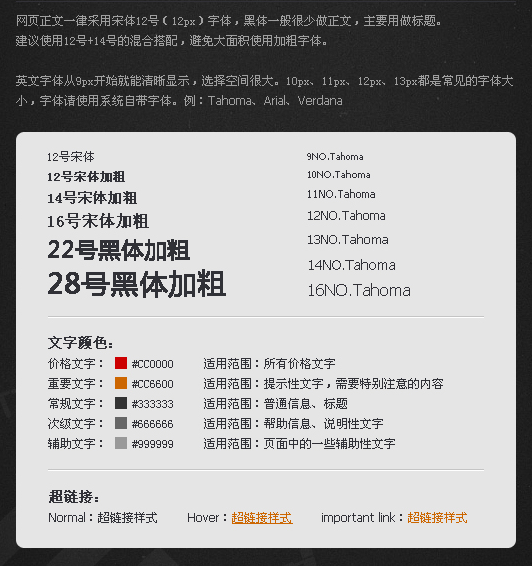 网页正文一律采用宋体12号（12px）字体，黑体一般很少做正文，主要用做标题。
建议使用12号+14号的混合搭配，避免大面积使用加粗字体。
英文字体从9px开始就能清晰显示，选择空间很大。10px、11px、12px、13px都是常见的字体大
小，字体请使用系统自带字体。例：Tahoma、Arial、Verdana
12号宋体
12号宋体加粗
14号宋体加粗
16号宋体加粗
22号黑体加粗
28号黑体加粗
9NO.Tahoma
10NO.Tahoma
11NO.Tahoma
12NO.Tahoma
13NO.Tahoma
14NO.Tahoma
16NO.Tahoma
文字颜色：
价格文字： #CC0000 适用范围：所有价格文字
重要文字： #CC6600 适用范围：提示性文字，需要特别注意的内容
常规文字： #333333 适用范围：普通信息、标题
次级文字： #666666 适用范围：帮助信息、说明性文字
辅助文字： #999999 适用范围：页面中的一些辅助性文字
超链接：
Normal：超链接样式 Hover：超链接样式 important link：超链接样式